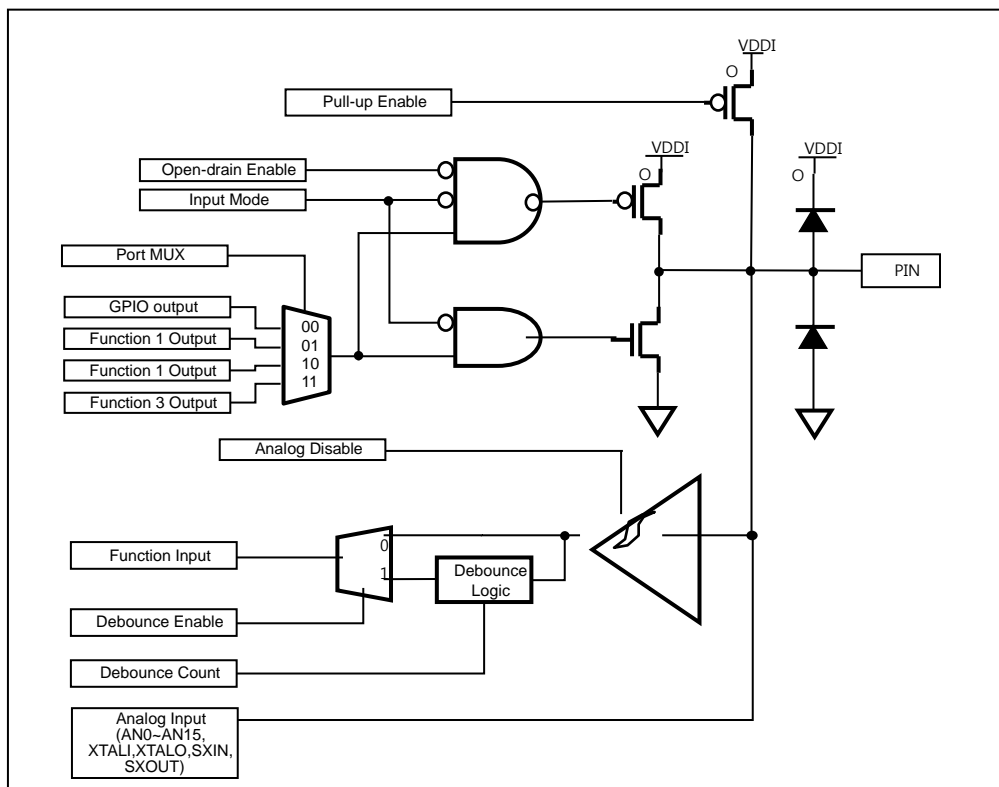 VDDI
O
Pull-up Enable
VDDI
O
VDDI
O
Open-drain Enable
Input Mode
Port MUX
PIN
GPIO output
00
Function 1 Output
01
Function 1 Output
10
Function 3 Output
11
Analog Disable
Function Input
0
1
Debounce
Logic
Debounce Enable
Debounce Count
Analog Input
(AN0~AN15,
XTALI,XTALO,SXIN,
SXOUT)